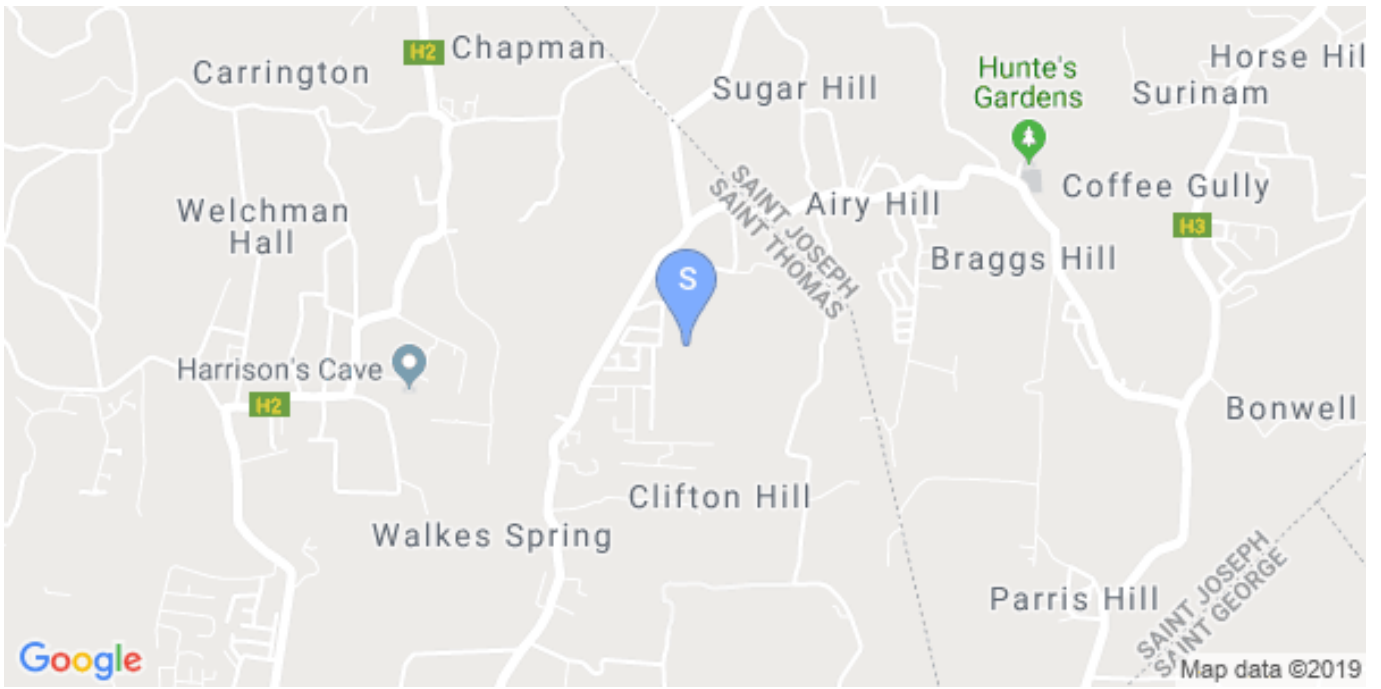 H2
Chapman
Carrington
Sugar Hill
Hunte's
Gardens
Horse Hil
Surinam
SAINT JOSEPH
SAINT THOMAS
Airy Hill
Coffee Gully
Welchman
Hall
H3
Braggs Hill
S
Harrison's Cave
H2
Bonwell
Clifton Hill
Walkes Spring
Parris Hill
SAINT JOSEPH
SAINT GEORGE
Google
Map data ©2019